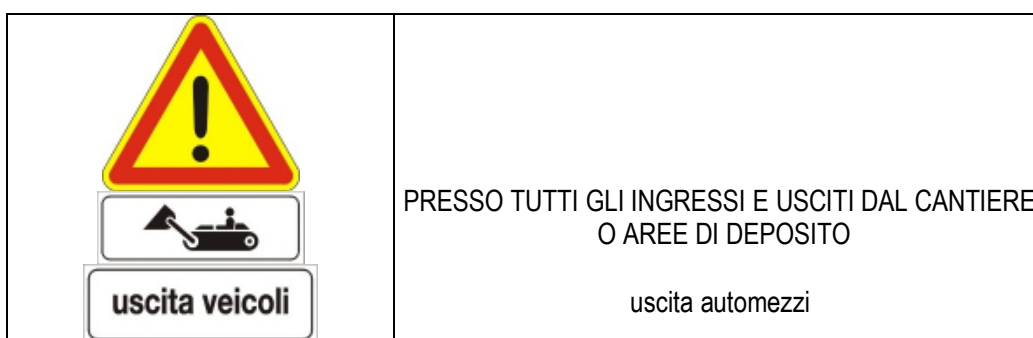 uscita veicoli
PRESSO TUTTI GLI INGRESSI E USCITI DAL CANTIERE
O AREE DI DEPOSITO
uscita automezzi